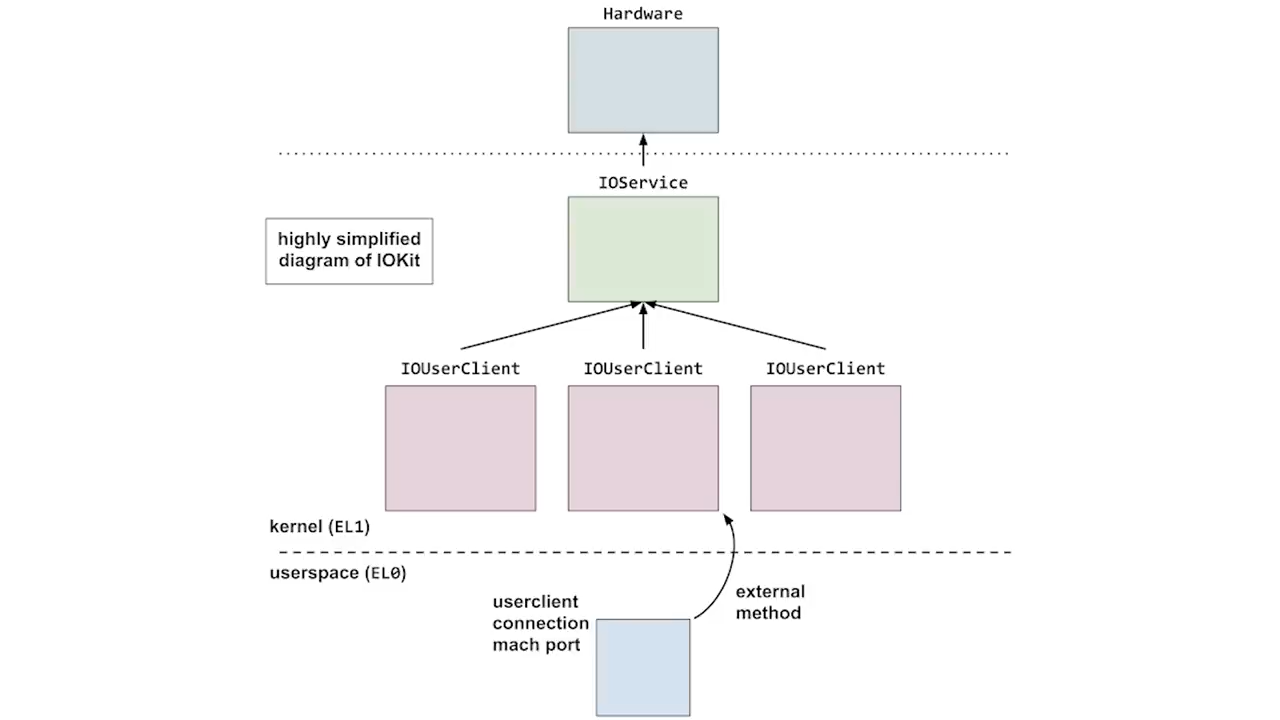 Hardware
IOService
highly simplified
diagram of IOKit
IOUserClient
IOUserClient
IOUserClient
kernel (EL1)
userspace (EL0)
userclient
connection
mach port
external
method